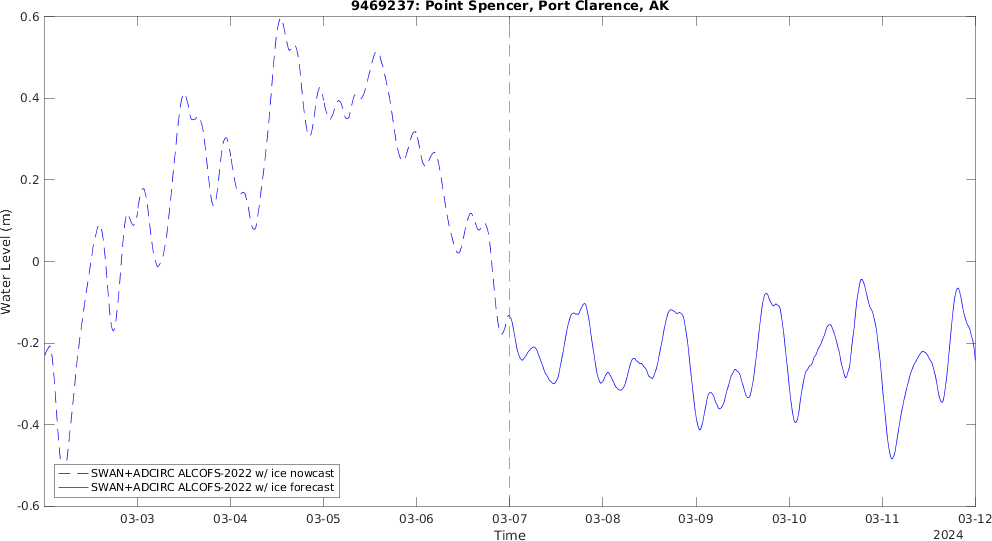 9469237: Point Spencer, Port Clarence, AK
0.6
0.4
0.2
0
-0.2
-0.4
-0.6
Water Level (m)
SWAN+ADCIRC ALCOFS-2022 w/ ice nowcast
SWAN+ADCIRC ALCOFS-2022 w/ ice forecast
03-03 03-04 03-05 03-06 03-07 03-08 03-09 03-10 03-11 03-12
Time
2024